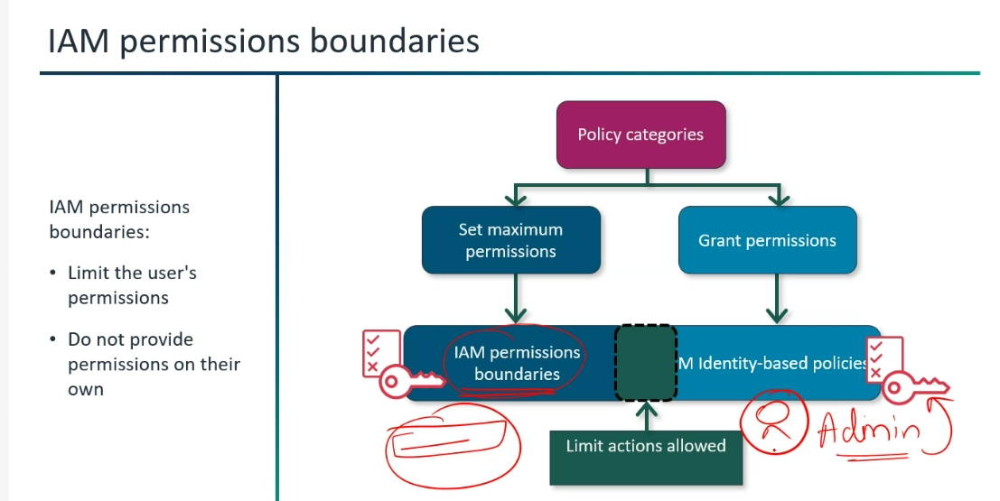 IAM permissions boundaries
IAM permissions
boundaries:
• Limit the user's
permissions
• Do not provide
permissions on their
own
Policy categories
Set maximum
permissions
Grant permissions
IAM permissions
boundaries
M Identity-based policies
Limit actions allowed
Admin